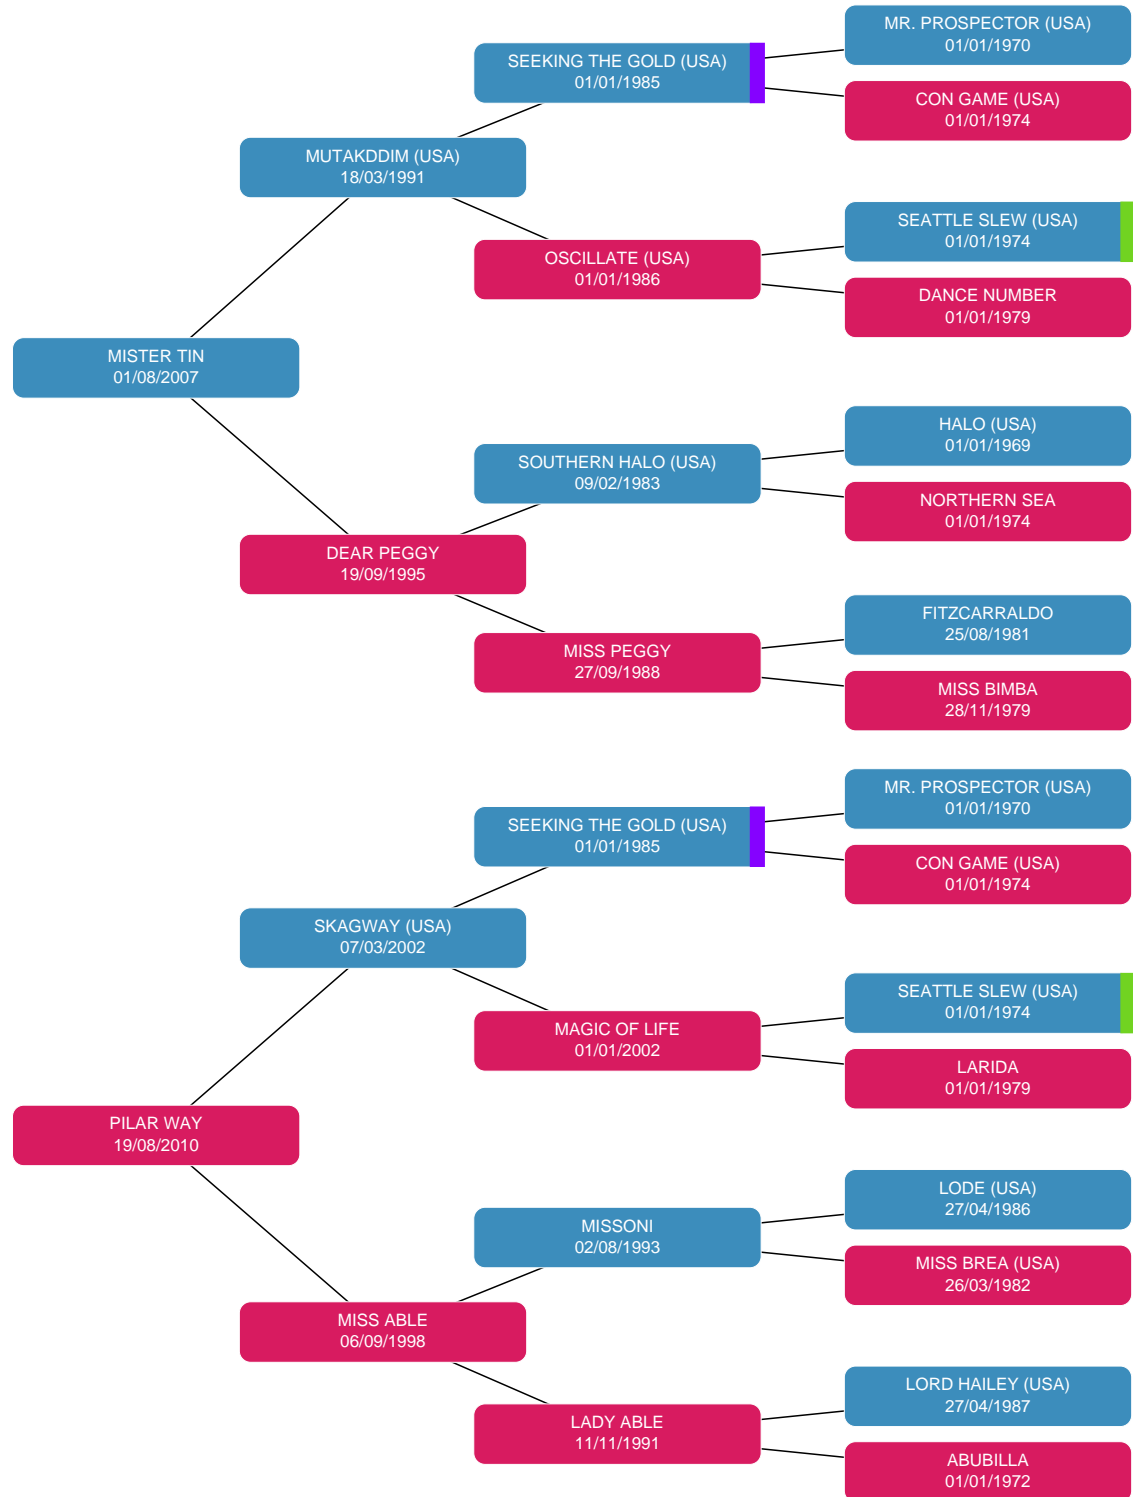 MR. PROSPECTOR (USA)
01/01/1970
SEEKING THE GOLD (USA)
01/01/1985
CON GAME (USA)
01/01/1974
MUTAKDDIM (USA)
18/03/1991
SEATTLE SLEW (USA)
01/01/1974
OSCILLATE (USA)
01/01/1986
DANCE NUMBER
01/01/1979
MISTER TIN
01/08/2007
HALO (USA)
01/01/1969
SOUTHERN HALO (USA)
09/02/1983
NORTHERN SEA
01/01/1974
DEAR PEGGY
19/09/1995
FITZCARRALDO
25/08/1981
MISS PEGGY
27/09/1988
MISS BIMBA
28/11/1979
MR. PROSPECTOR (USA)
01/01/1970
SEEKING THE GOLD (USA)
01/01/1985
CON GAME (USA)
01/01/1974
SKAGWAY (USA)
07/03/2002
SEATTLE SLEW (USA)
01/01/1974
MAGIC OF LIFE
01/01/2002
LARIDA
01/01/1979
PILAR WAY
19/08/2010
LODE (USA)
27/04/1986
MISSONI
02/08/1993
MISS BREA (USA)
26/03/1982
MISS ABLE
06/09/1998
LORD HAILEY (USA)
27/04/1987
LADY ABLE
11/11/1991
ABUBILLA
01/01/1972